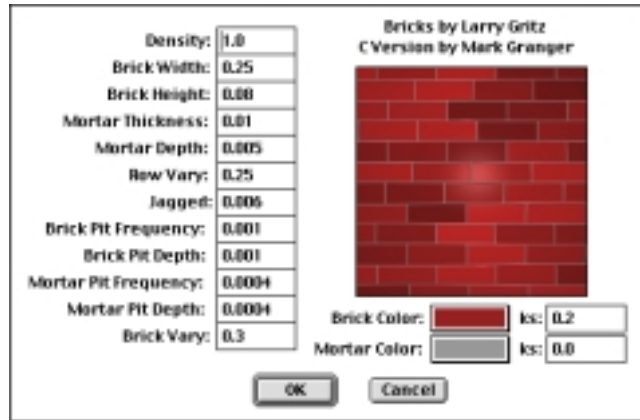 Density: 1.0
Brick Width: 0.25
Brick Height: 0.08
Mortar Thickness: 0.01
Mortar Depth: 0.005
Row Vary: 0.25
Jagged: 0.006
Brick Pit Frequency: 0.001
Brick Pit Depth: 0.001
Mortar Pit Frequency: 0.0004
Mortar Pit Depth: 0.0004
Brick Vary: 0.3
Bricks by Larry Gritz
C Version by Mark Granger
Brick Color: ks: 0.2
Mortar Color: ks: 0.0
OK Cancel